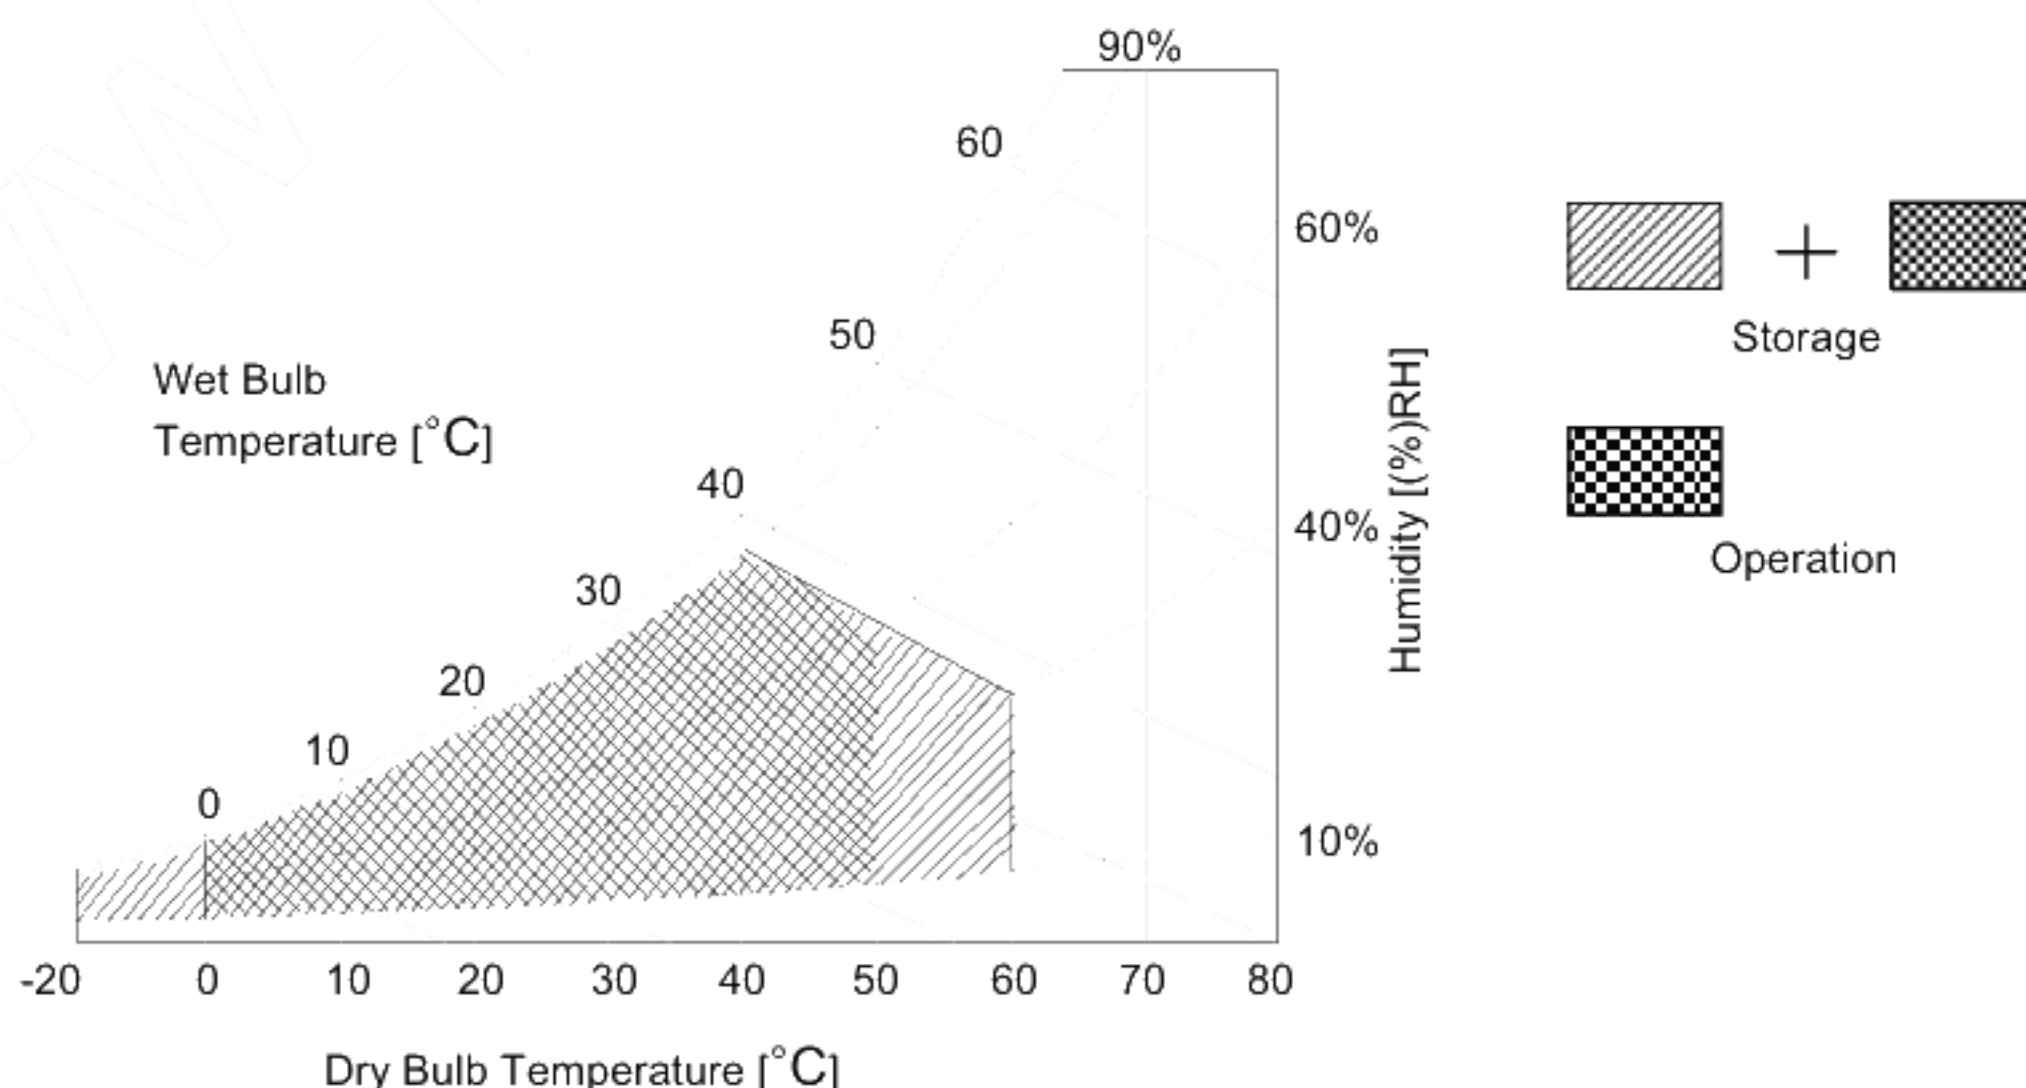 90%
60
60%
50
Storage
Humidity [(%)RH]
Wet Bulb
Temperature [°C]
40
40%
Operation
30
20
10
0
10%
-20 0 10 20 30 40 50 60 70 80
Dry Bulb Temperature [°C]